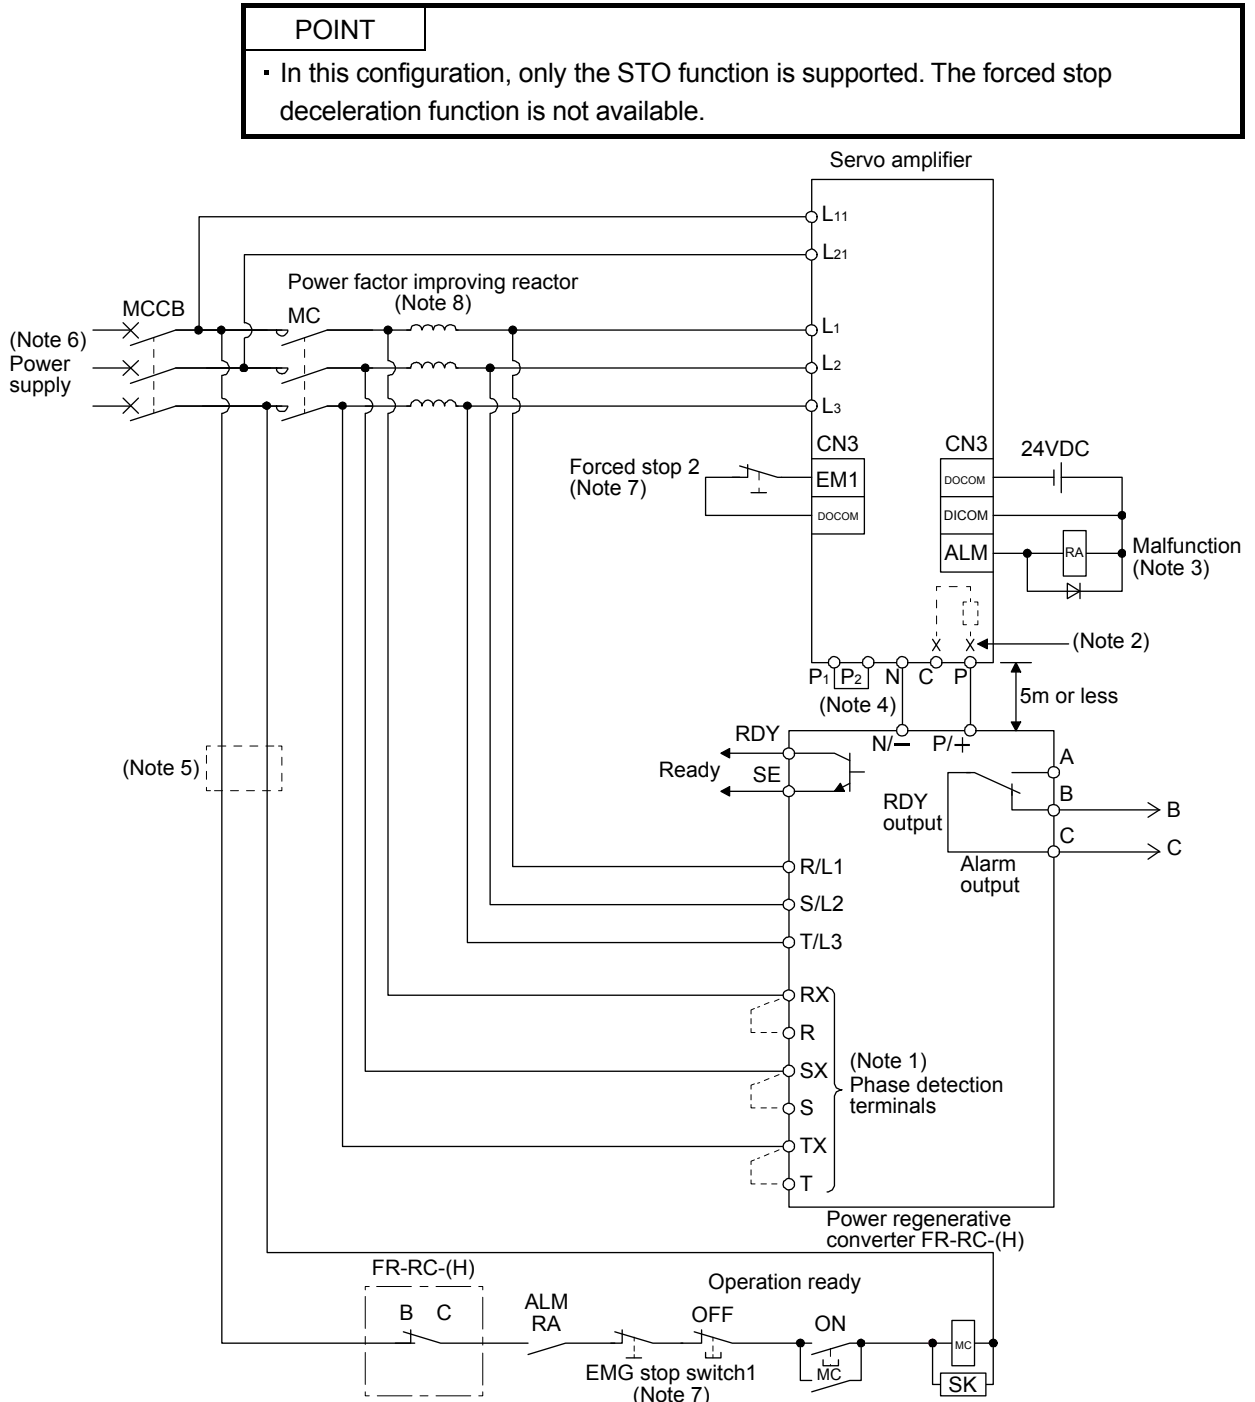 POINT
· In this configuration, only the STO function is supported. The forced stop
deceleration function is not available.
Servo amplifier
L11
L21
Power factor improving reactor
(Note 8)
MCCB
MC
(Note 6)
Power
supply
L1
L2
L3
CN3
CN3
24VDC
Forced stop 2
(Note 7)
EM1
DOCOM
DOCOM
DICOM
ALM
RA
Malfunction
(Note 3)
(Note 2)
P1
P2
N
C
P
(Note 4)
5m or less
N/−
P/+
RDY
Ready
SE
(Note 5)
A
B
RDY
output
B
C
C
Alarm
output
R/L1
S/L2
T/L3
RX
R
(Note 1)
SX
Phase detection
terminals
S
TX
T
Power regenerative
converter FR-RC-(H)
FR-RC-(H)
B C
ALM
RA
Operation ready
OFF
ON
MC
MC
SK
EMG stop switch1
(Note 7)